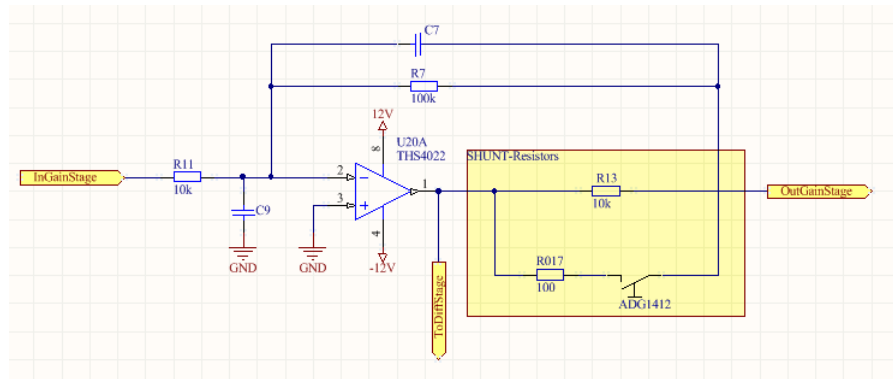 C7
R7
100k
12V
8
U20A
THS4022
SHUNT-Resistors
R11
InGainStage
10k
2
1
3
R13
10k
OutGainStage
C9
4
GND
GND
-12V
R017
100
ADG1412
ToDiffStage